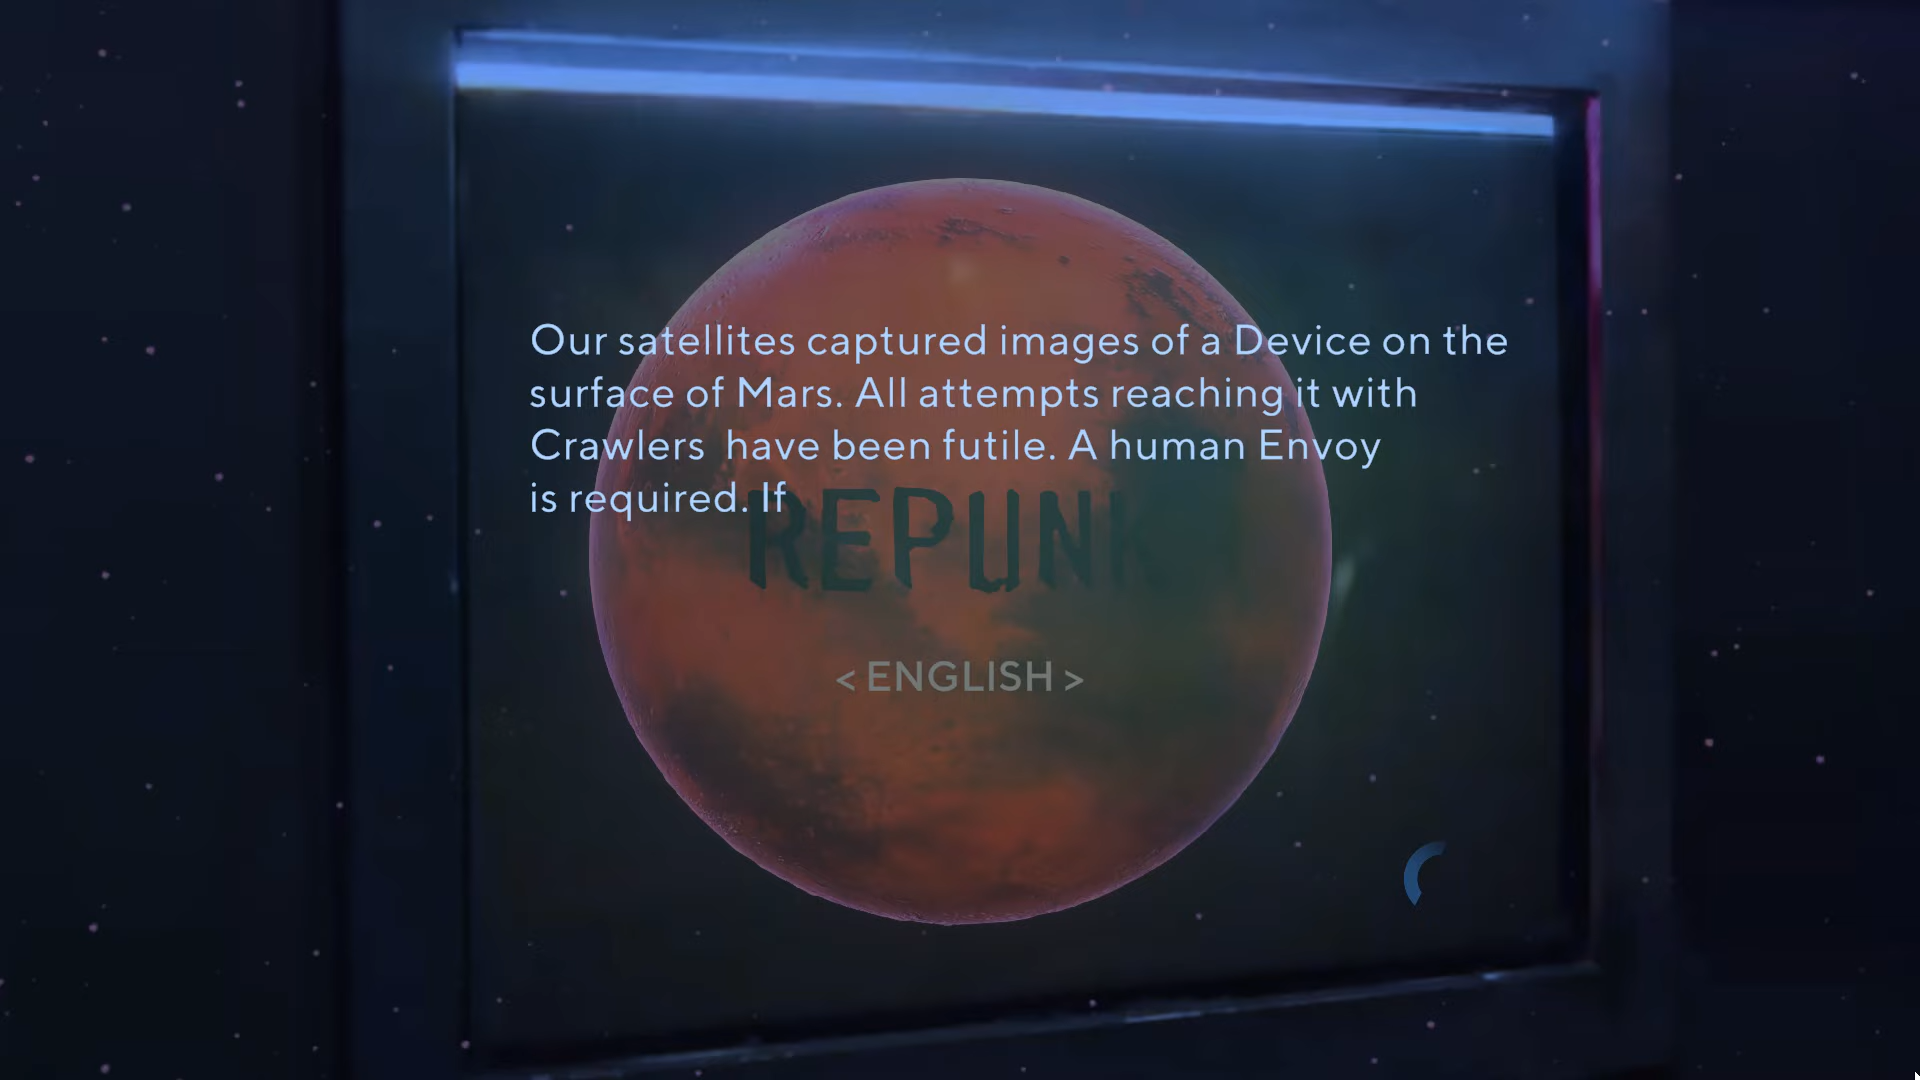 Our satellites captured images of a Device on the
surface of Mars. All attempts reaching it with
Crawlers  have been futile. A human Envoy
is required. If
REPUNK
< ENGLISH >